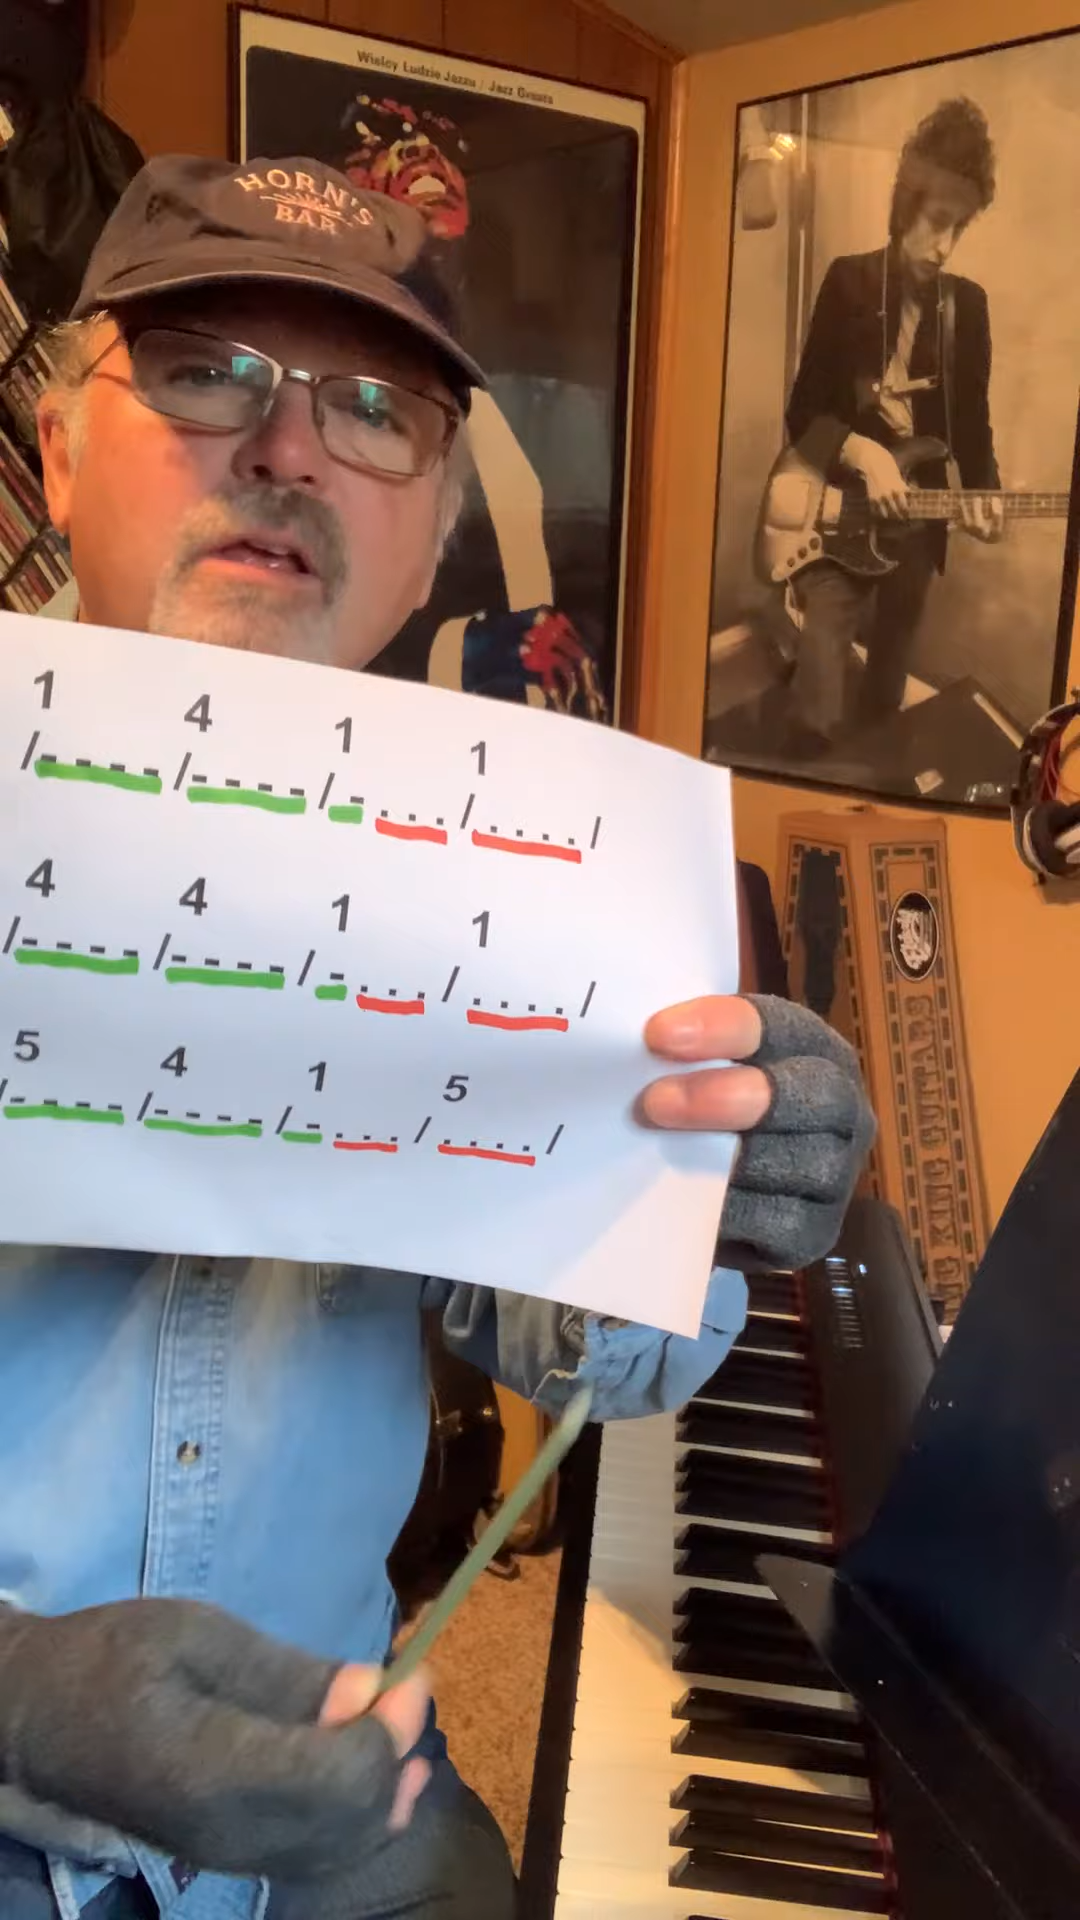 Wielcy Ludzie Jazzu / Jazz Greats
HORN'S
BAR
1 4 1 1
/- - - - /- - - - /- . . . /. . . . /
4 4 1 1
/- - - - /- - - - /- . . . /. . . . /
5 4 1 5
/- - - - /- - - - /- . . . /. . . . /
KING GUITARS